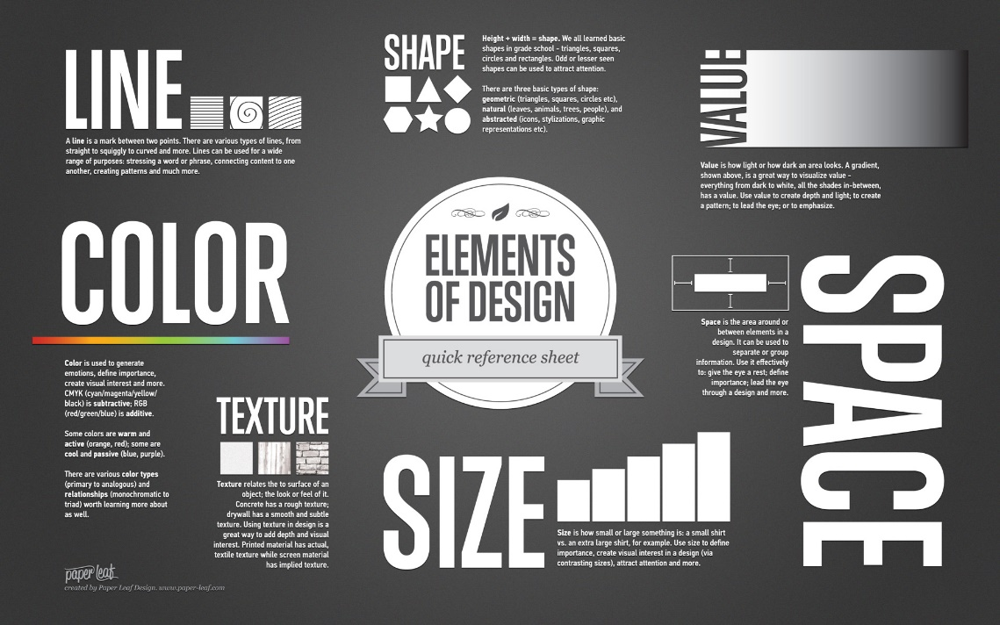 LINE
A line is a mark between two points. There are various types of lines, from
straight to squiggly to curved and more. Lines can be used for a wide
range of purposes: stressing a word or phrase, connecting content to one
another, creating patterns and much more.
SHAPE
Height + width = shape. We all learned basic
shapes in grade school - triangles, squares,
circles and rectangles. Odd or lesser seen
shapes can be used to attract attention.
There are three basic types of shape:
geometric (triangles, squares, circles etc),
natural (leaves, animals, trees, people), and
abstracted (icons, stylizations, graphic
representations etc).
VALUE
Value is how light or how dark an area looks. A gradient,
shown above, is a great way to visualize value -
everything from dark to white, all the shades in-between,
has a value. Use value to create depth and light; to create
a pattern; to lead the eye; or to emphasize.
COLOR
Color is used to generate
emotions, define importance,
create visual interest and more.
CMYK (cyan/magenta/yellow/
black) is subtractive; RGB
(red/green/blue) is additive.
Some colors are warm and
active (orange, red); some are
cool and passive (blue, purple).
There are various color types
(primary to analogous) and
relationships (monochromatic to
triad) worth learning more about
as well.
ELEMENTS
OF DESIGN
quick reference sheet
SPACE
Space is the area around or
between elements in a
design. It can be used to
separate or group
information. Use it effectively
to: give the eye a rest; define
importance; lead the eye
through a design and more.
TEXTURE
Texture relates the to surface of an
object; the look or feel of it.
Concrete has a rough texture;
drywall has a smooth and subtle
texture. Using texture in design is a
great way to add depth and visual
interest. Printed material has actual,
textile texture while screen material
has implied texture.
SIZE
Size is how small or large something is: a small shirt
vs. an extra large shirt, for example. Use size to define
importance, create visual interest in a design (via
contrasting sizes), attract attention and more.
paper leaf
created by Paper Leaf Design. www.paper-leaf.com